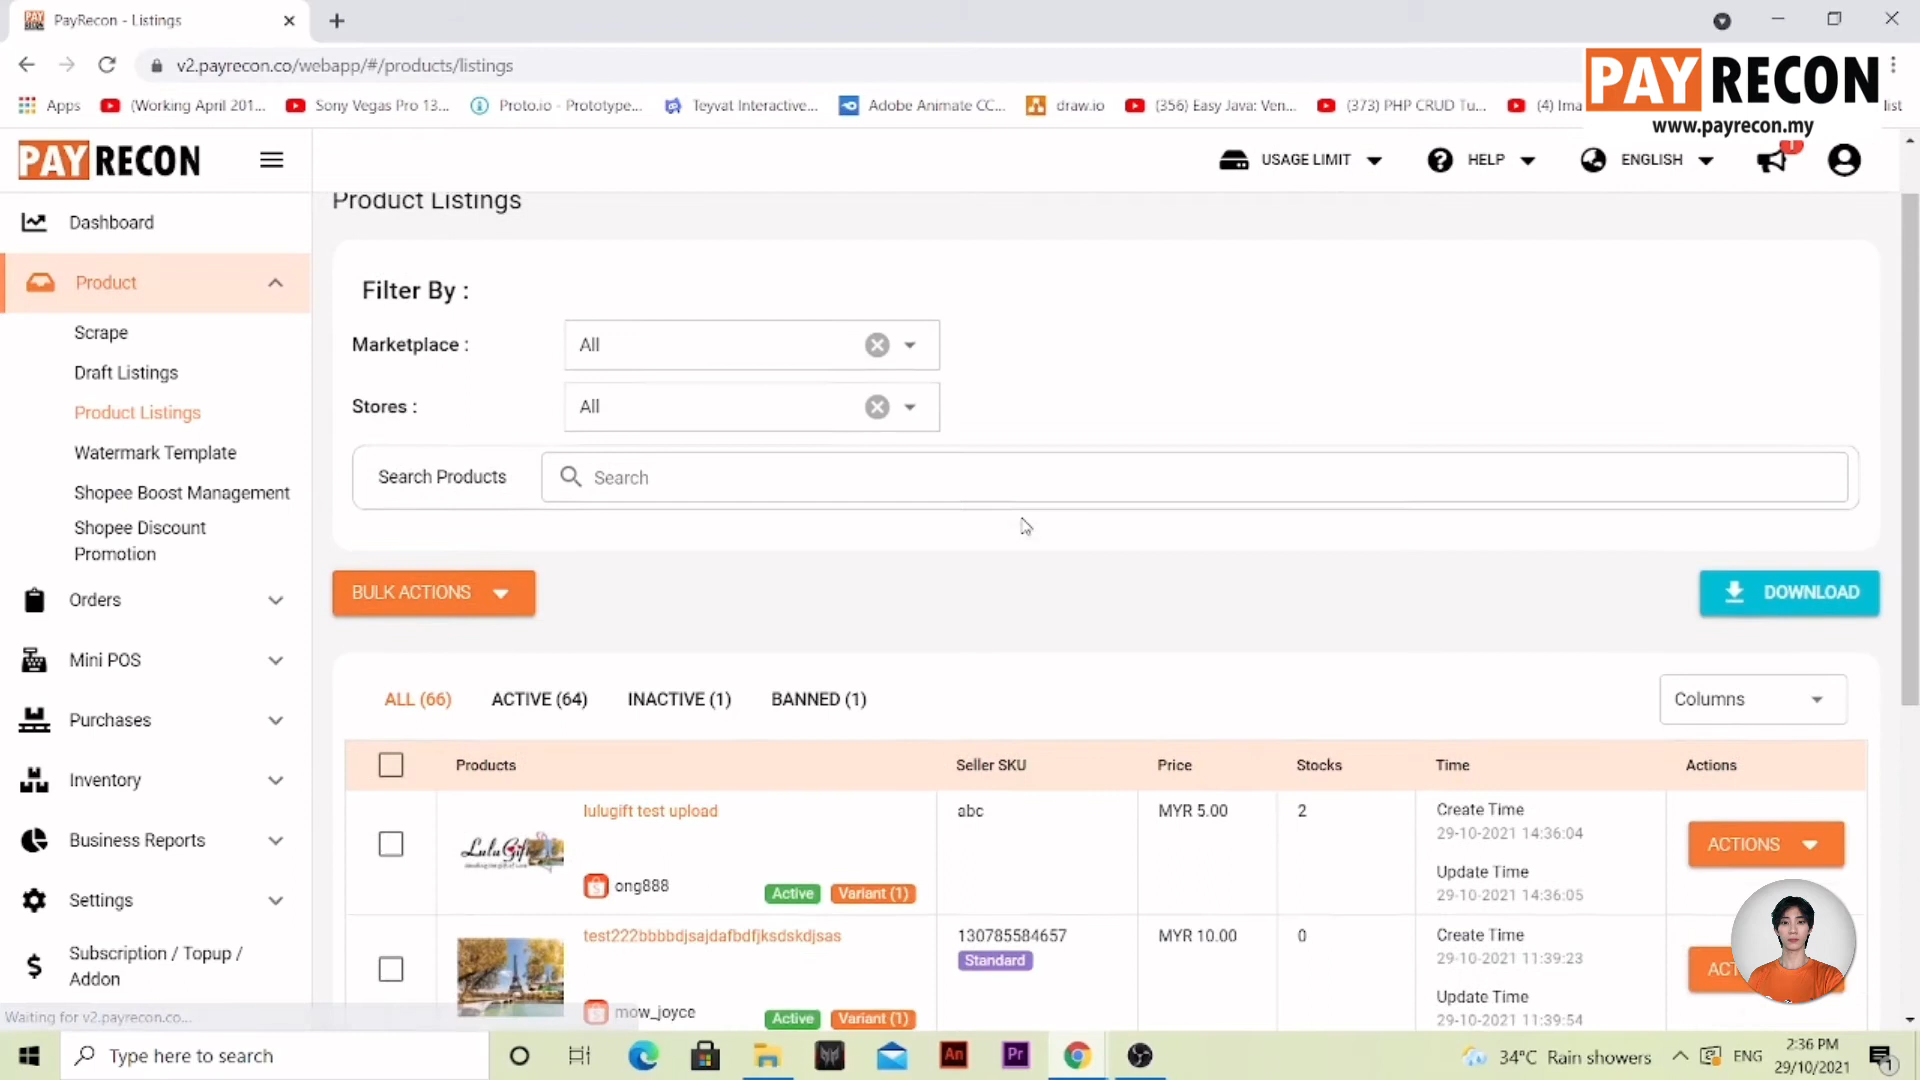 PayRecon - Listings
v2.payrecon.co/webapp/#/products/listings
PAYRECON
www.payrecon.my
Apps
(Working April 201...
Sony Vegas Pro 13...
Proto.io - Prototype...
Teyvat Interactive...
Adobe Animate CC...
draw.io
(356) Easy Java: Ven...
(373) PHP CRUD Tu...
(4) Ima
list
PAYRECON
USAGE LIMIT
HELP
ENGLISH
Dashboard
Product
Scrape
Draft Listings
Product Listings
Watermark Template
Shopee Boost Management
Shopee Discount
Promotion
Orders
Mini POS
Purchases
Inventory
Business Reports
Settings
Subscription / Topup /
Addon
Waiting for v2.payrecon.co...
Product Listings
Filter By :
Marketplace :
All
Stores :
All
Search Products
Search
BULK ACTIONS
DOWNLOAD
ALL (66)
ACTIVE (64)
INACTIVE (1)
BANNED (1)
Columns
Products
Seller SKU
Price
Stocks
Time
Actions
LuluGift
lulugift test upload
ong888
Active
Variant (1)
abc
MYR 5.00
2
Create Time
29-10-2021 14:36:04
Update Time
29-10-2021 14:36:05
ACTIONS
test222bbbbdjsajdafbdfjksdskdjsas
mow_joyce
Active
Variant (1)
130785584657
Standard
MYR 10.00
0
Create Time
29-10-2021 11:39:23
Update Time
29-10-2021 11:39:54
Type here to search
An
Pr
34°C Rain showers
ENG
2:36 PM
29/10/2021
1